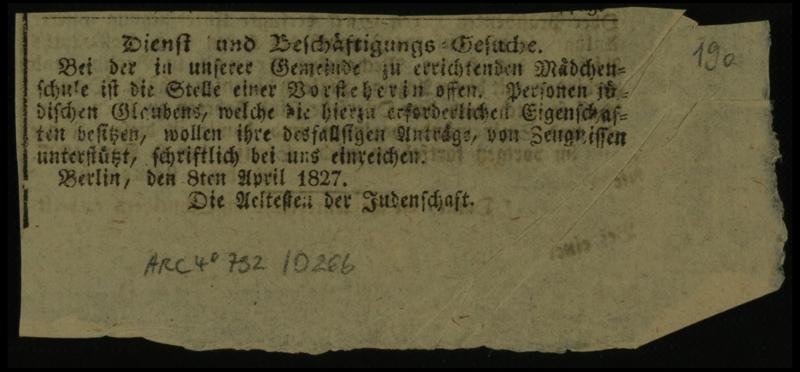 Dienst und Beschäftigungs-Gesuche.
Bei der in unserer Gemeinde zu errichtenden Mädchen-
schule ist die Stelle einer Vorsteherin offen. Personen jü-
dischen Glaubens, welche die hierzu erforderlichen Eigenschaf-
ten besitzen, wollen ihre desfallsigen Anträge, von Zeugnissen
unterstützt, schriftlich bei uns einreichen.
Berlin, den 8ten April 1827.
Die Aeltesten der Judenschaft.
19a
ARC 4° 792 / D266